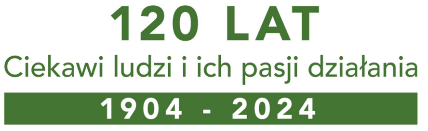 120 LAT
Ciekawi ludzi i ich pasji działania
1904 - 2024